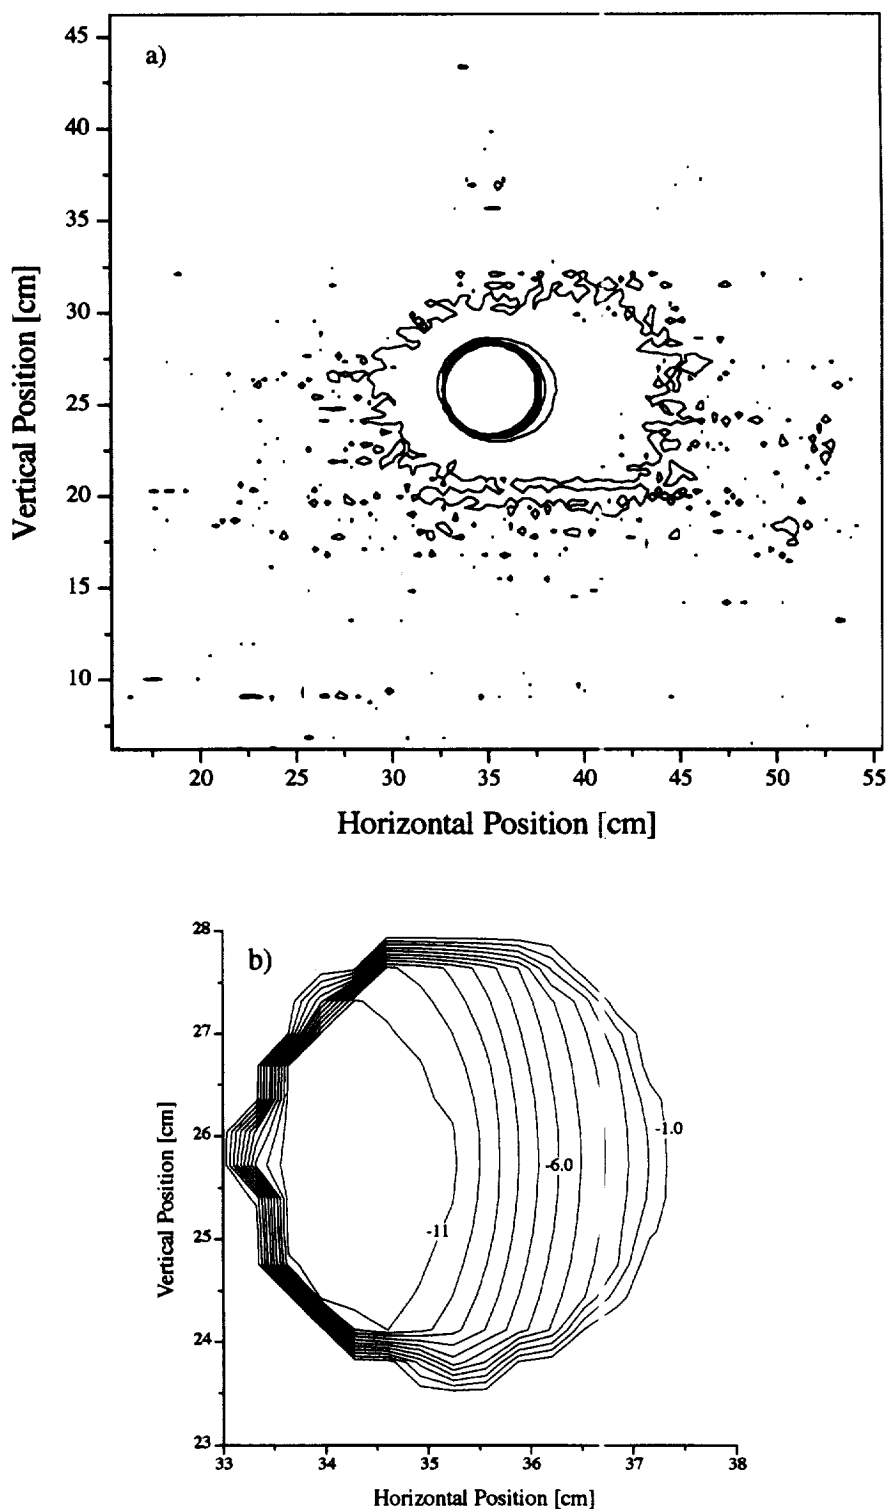 a)
45
40
35
30
25
20
15
10
Vertical Position [cm]
20 25 30 35 40 45 50 55
Horizontal Position [cm]
b)
28
27
26
25
24
23
Vertical Position [cm]
-1.0
-6.0
-11
33 34 35 36 37 38
Horizontal Position [cm]